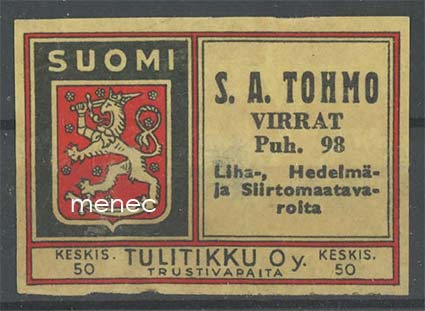 SUOMI
menec
S. A. TOHMO
VIRRAT
Puh. 98
Liha-, Hedelmä-
ja Siirtomaatava-
roita
KESKIS. 50
TULITIKKU Oy.
TRUSTIVAPAITA
KESKIS. 50